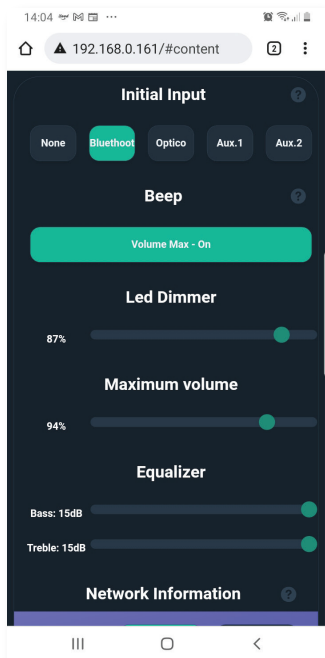 14:04
192.168.0.161/#content
2
Initial Input
?
None
Bluethoot
Optico
Aux.1
Aux.2
Beep
?
Volume Max - On
Led Dimmer
87%
Maximum volume
94%
Equalizer
Bass: 15dB
Treble: 15dB
Network Information
?